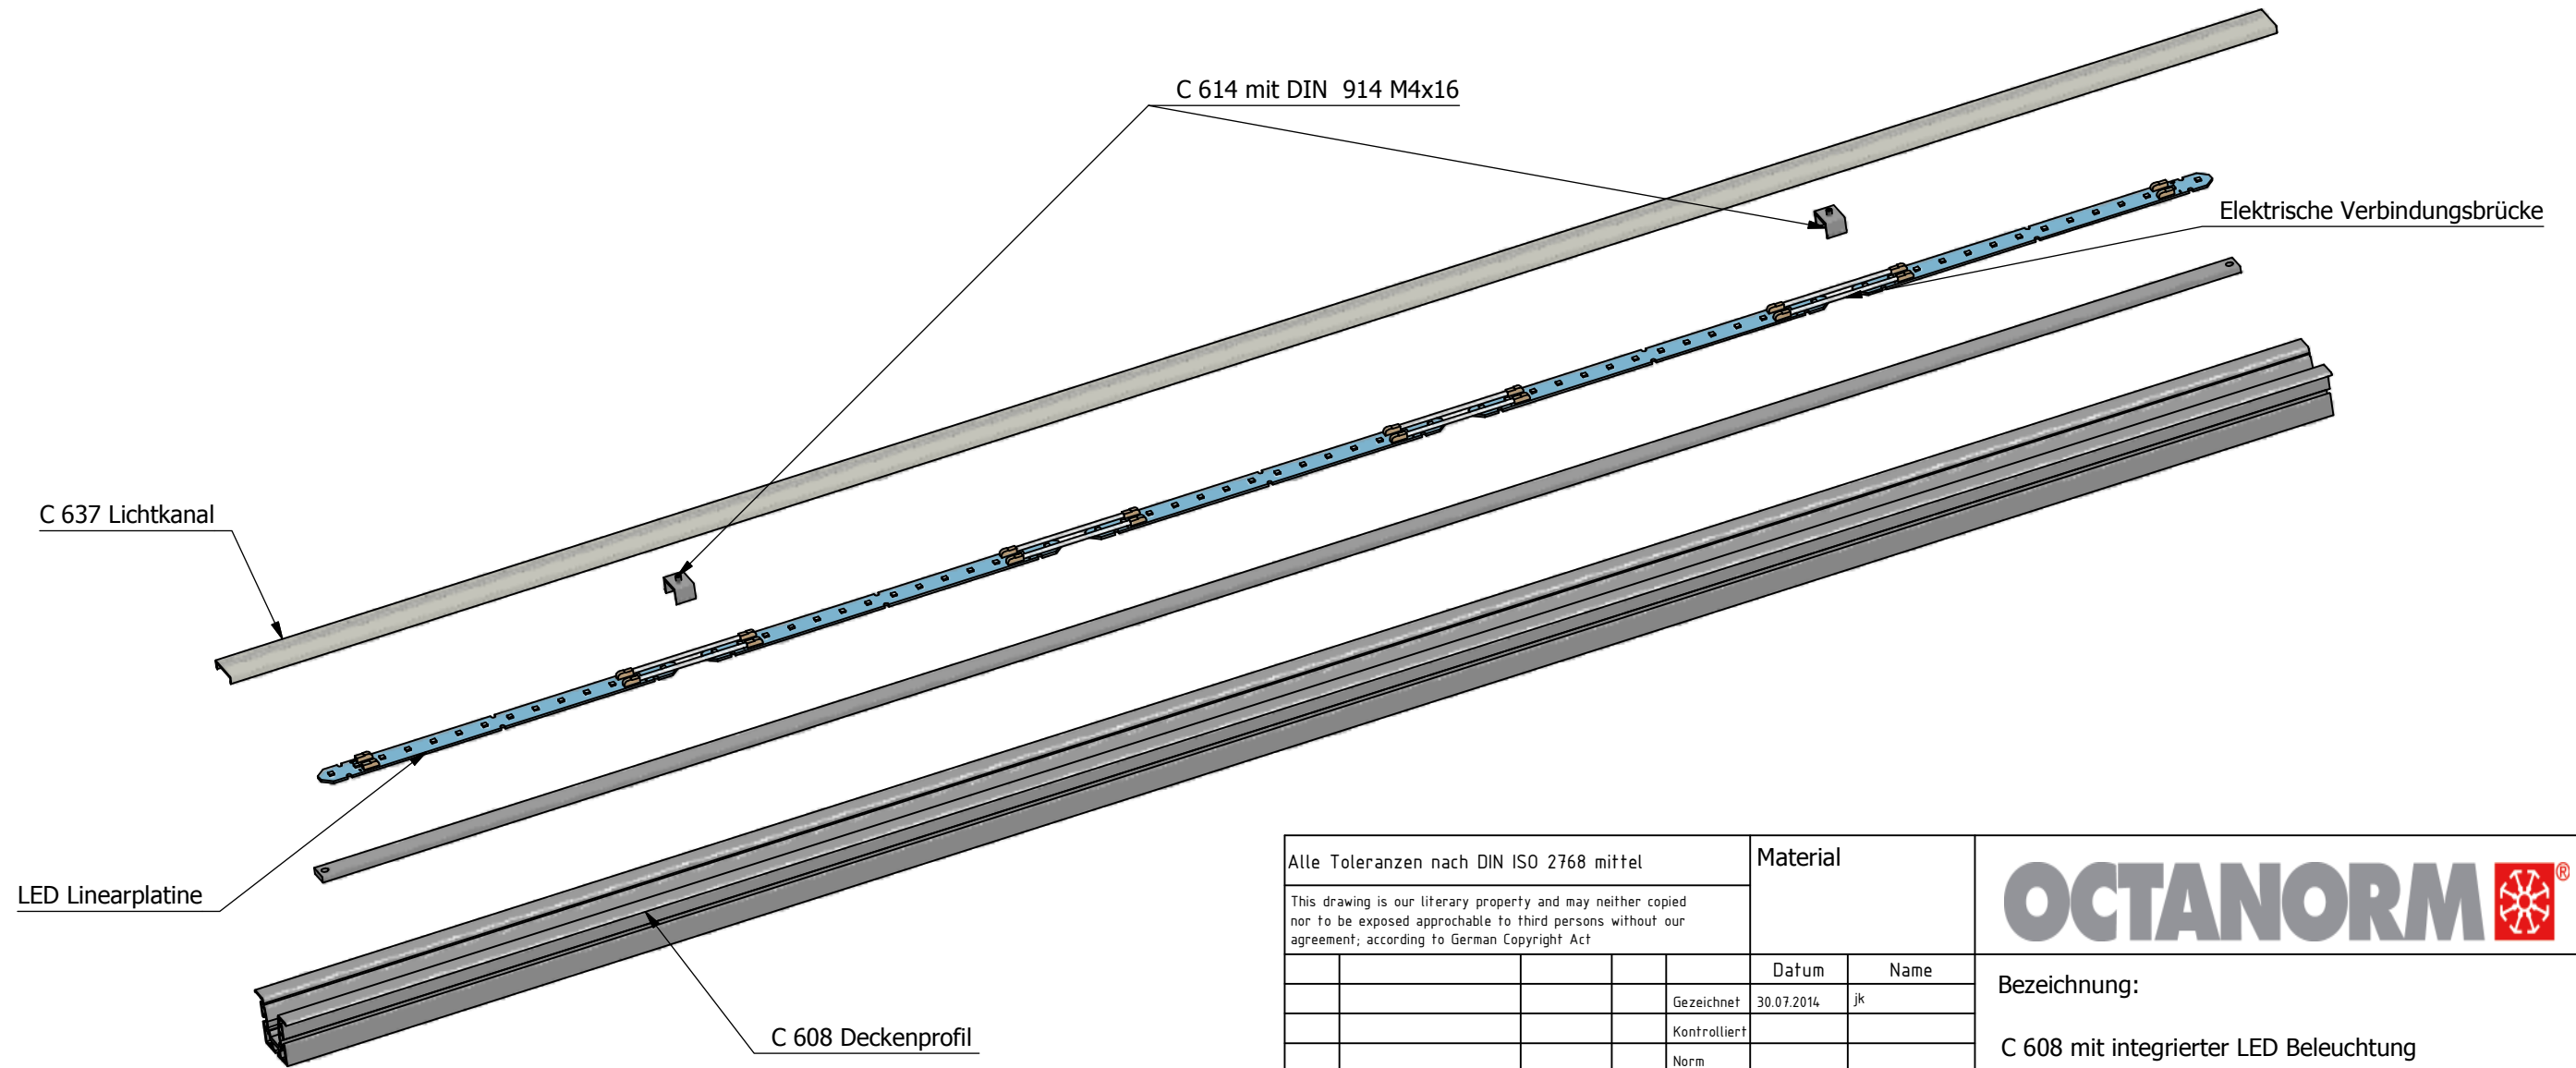 C 614 mit DIN  914 M4x16
Elektrische Verbindungsbrücke
C 637 Lichtkanal
LED Linearplatine
C 608 Deckenprofil
Alle Toleranzen nach DIN ISO 2768 mittel
Material
This drawing is our literary property and may neither copied
nor to be exposed approchable to third persons without our
agreement; according to German Copyright Act
OCTANORM®
Datum
Name
Gezeichnet
30.07.2014
jk
Kontrolliert
Norm
Bezeichnung:
C 608 mit integrierter LED Beleuchtung